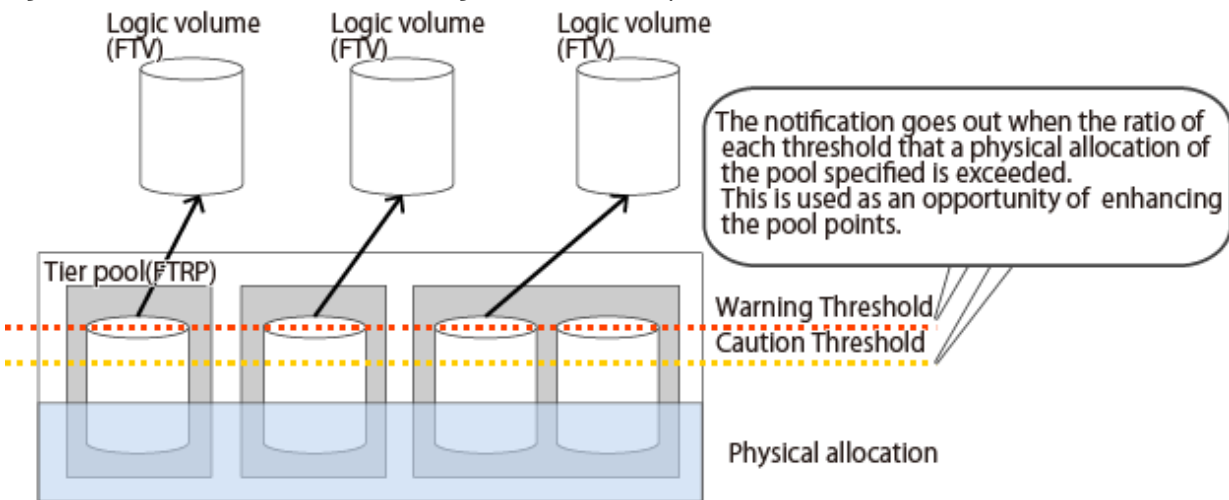 Logic volume
(FTV)
Logic volume
(FTV)
Logic volume
(FTV)
The notification goes out when the ratio of
each threshold that a physical allocation of
the pool specified is exceeded.
This is used as an opportunity of enhancing
the pool points.
Tier pool(FTRP)
Warning Threshold
Caution Threshold
Physical allocation